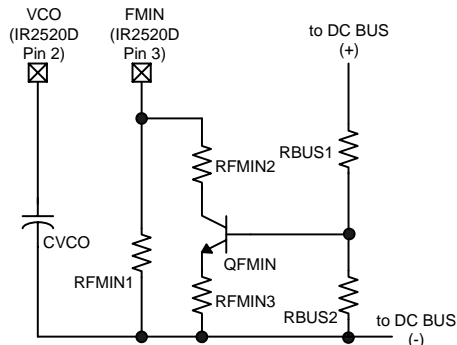 VCO
(IR2520D
Pin 2)
FMIN
(IR2520D
Pin 3)
to DC BUS
(+)
RBUS1
RFMIN2
CVCO
QFMIN
RFMIN1
RFMIN3
RBUS2
to DC BUS
(-)